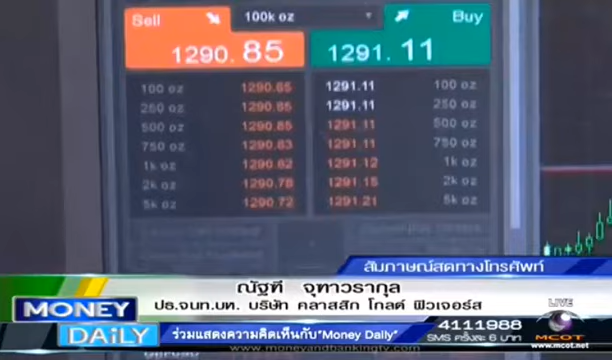 Sell 100k oz Buy
1290.85 1291.11
100 oz 1290.85 1291.11 100 oz
250 oz 1290.85 1291.11 250 oz
500 oz 1290.85 1291.11 500 oz
750 oz 1290.83 1291.11 750 oz
1k oz 1290.82 1291.12 1k oz
2k oz 1290.78 1291.15 2k oz
5k oz 1290.72 1291.21 5k oz
สัมภาษณ์สดทางโทรศัพท์
ณัฐฑี จุฑาวรากุล
ปธ.จนท.บห. บริษัท คลาสสิก โกลด์ ฟิวเจอร์ส
MONEY
DAILY
ร่วมแสดงความคิดเห็นกับ"Money Daily"
4111988
SMS ครั้งละ 6 บาท
www.moneyandbankingtv.com
LIVE
MCOT
www.mcot.net